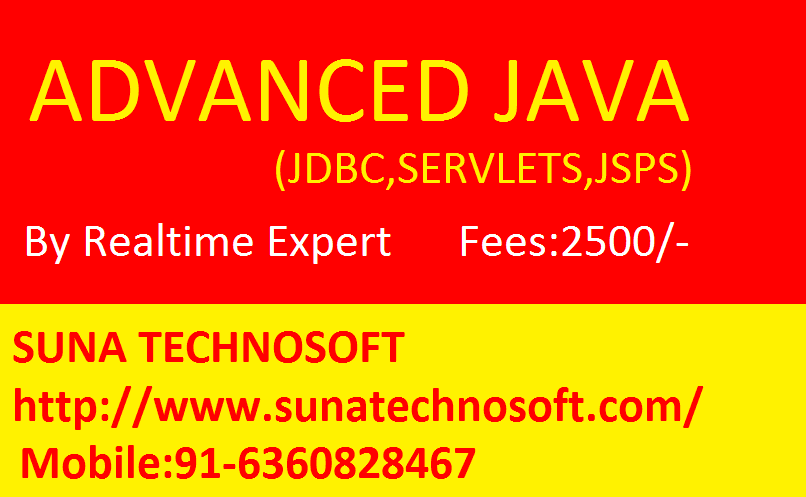 ADVANCED JAVA
(JDBC,SERVLETS,JSPS)
By Realtime Expert Fees:2500/-
SUNA TECHNOSOFT
http://www.sunatechnosoft.com/
Mobile:91-6360828467